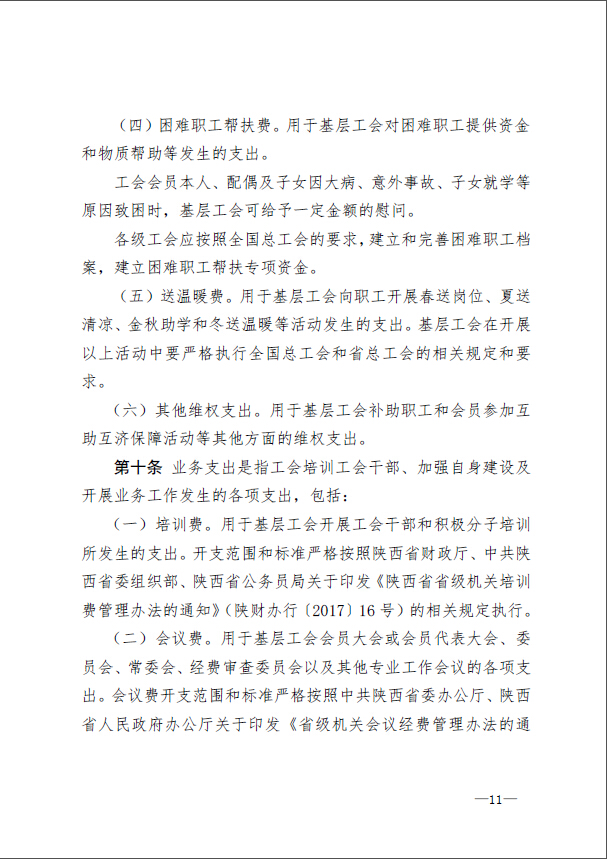 （四）困难职工帮扶费。用于基层工会对困难职工提供资金
和物质帮助等发生的支出。
工会会员本人、配偶及子女因大病、意外事故、子女就学等
原因致困时，基层工会可给予一定金额的慰问。
各级工会应按照全国总工会的要求，建立和完善困难职工档
案，建立困难职工帮扶专项资金。
（五）送温暖费。用于基层工会向职工开展春送岗位、夏送
清凉、金秋助学和冬送温暖等活动发生的支出。基层工会在开展
以上活动中要严格执行全国总工会和省总工会的相关规定和要
求。
（六）其他维权支出。用于基层工会补助职工和会员参加互
助互济保障活动等其他方面的维权支出。
第十条 业务支出是指工会培训工会干部、加强自身建设及
开展业务工作发生的各项支出，包括：
（一）培训费。用于基层工会开展工会干部和积极分子培训
所发生的支出。开支范围和标准严格按照陕西省财政厅、中共陕
西省委组织部、陕西省公务员局关于印发《陕西省省级机关培训
费管理办法的通知》（陕财办行〔2017〕16 号）的相关规定执行。
（二）会议费。用于基层工会会员大会或会员代表大会、委
员会、常委会、经费审查委员会以及其他专业工作会议的各项支
出。会议费开支范围和标准严格按照中共陕西省委办公厅、陕西
省人民政府办公厅关于印发《省级机关会议经费管理办法的通
—11—